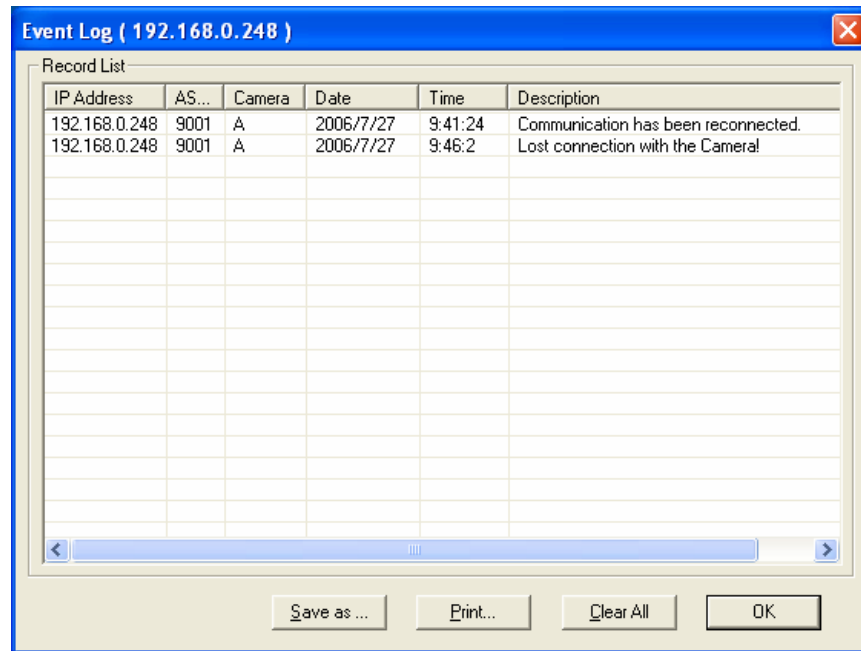 Event Log ( 192.168.0.248 )
Record List
IP Address AS... Camera Date Time Description
192.168.0.248 9001 A 2006/7/27 9:41:24 Communication has been reconnected.
192.168.0.248 9001 A 2006/7/27 9:46:2 Lost connection with the Camera!
Save as ... Print... Clear All OK